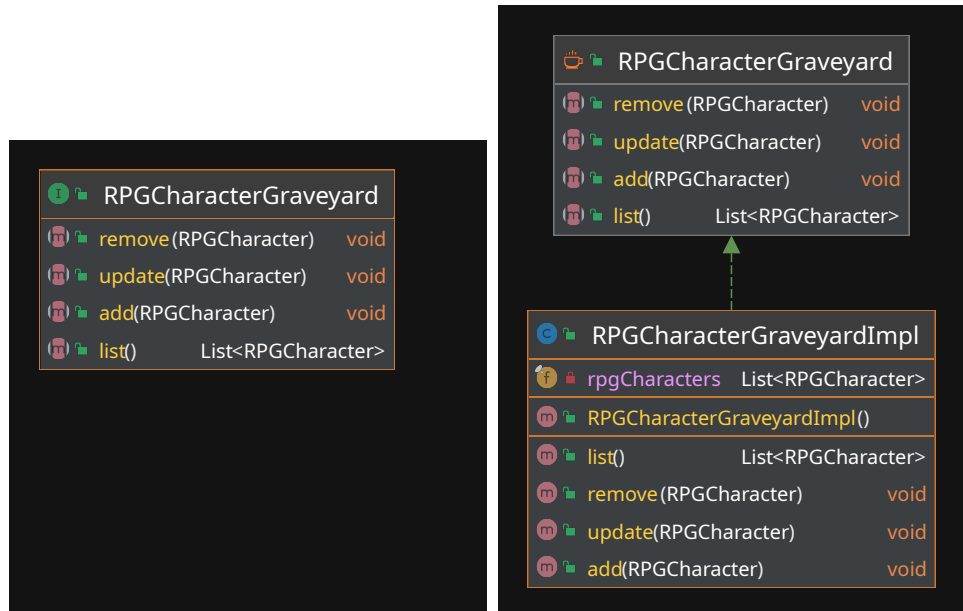 I RPGCharacterGraveyard
m remove(RPGCharacter) void
m update(RPGCharacter) void
m add(RPGCharacter) void
m list() List<RPGCharacter>
RPGCharacterGraveyard
m remove(RPGCharacter) void
m update(RPGCharacter) void
m add(RPGCharacter) void
m list() List<RPGCharacter>
C RPGCharacterGraveyardImpl
f rpgCharacters List<RPGCharacter>
m RPGCharacterGraveyardImpl()
m list() List<RPGCharacter>
m remove(RPGCharacter) void
m update(RPGCharacter) void
m add(RPGCharacter) void